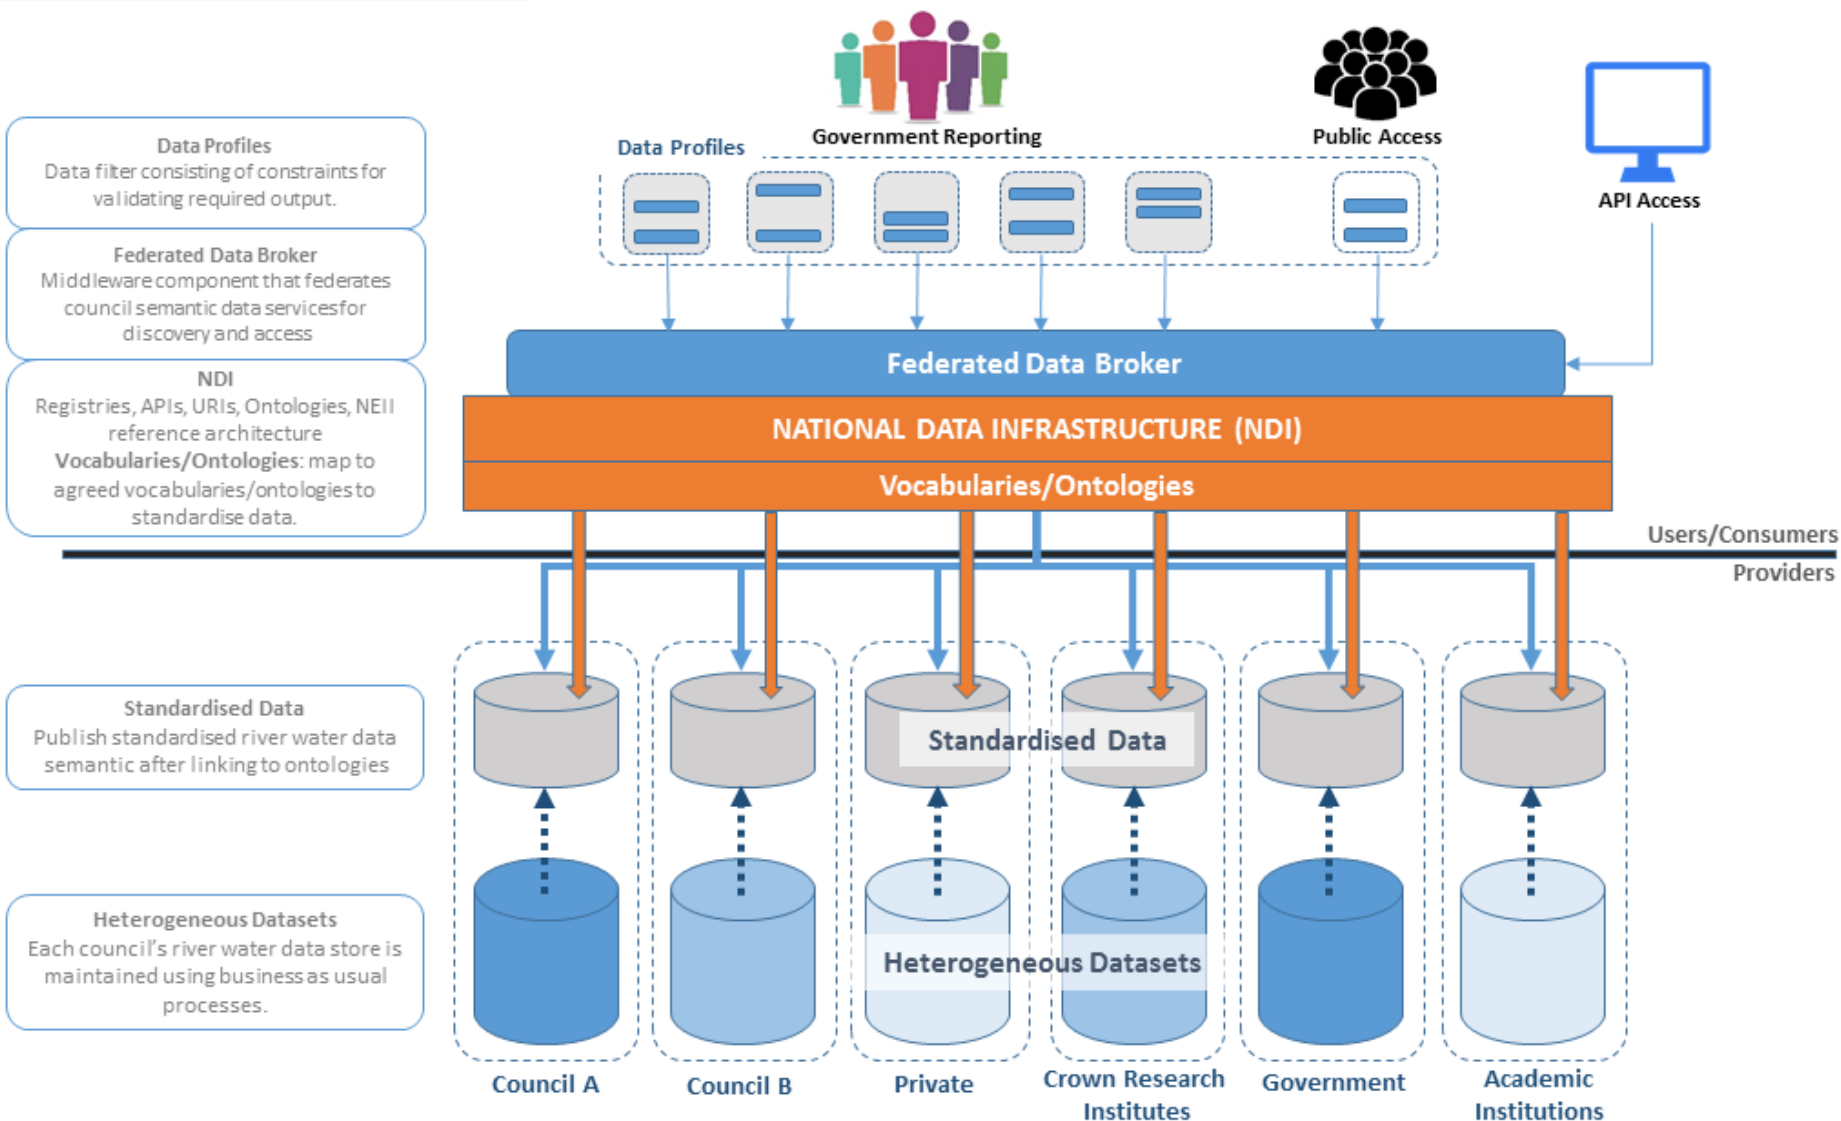 Government Reporting
Public Access
API Access
Data Profiles
Data Profiles
Data filter consisting of constraints for
validating required output.
Federated Data Broker
Middleware component that federates
council semantic data services for
discovery and access
NDI
Registries, APIs, URIs, Ontologies, NEII
reference architecture
Vocabularies/Ontologies: map to
agreed vocabularies/ontologies to
standardise data.
Federated Data Broker
NATIONAL DATA INFRASTRUCTURE (NDI)
Vocabularies/Ontologies
Users/Consumers
Providers
Standardised Data
Publish standardised river water data
semantic after linking to ontologies
Standardised Data
Heterogeneous Datasets
Each council's river water data store is
maintained using business as usual
processes.
Heterogeneous Datasets
Council A
Council B
Private
Crown Research
Institutes
Government
Academic
Institutions